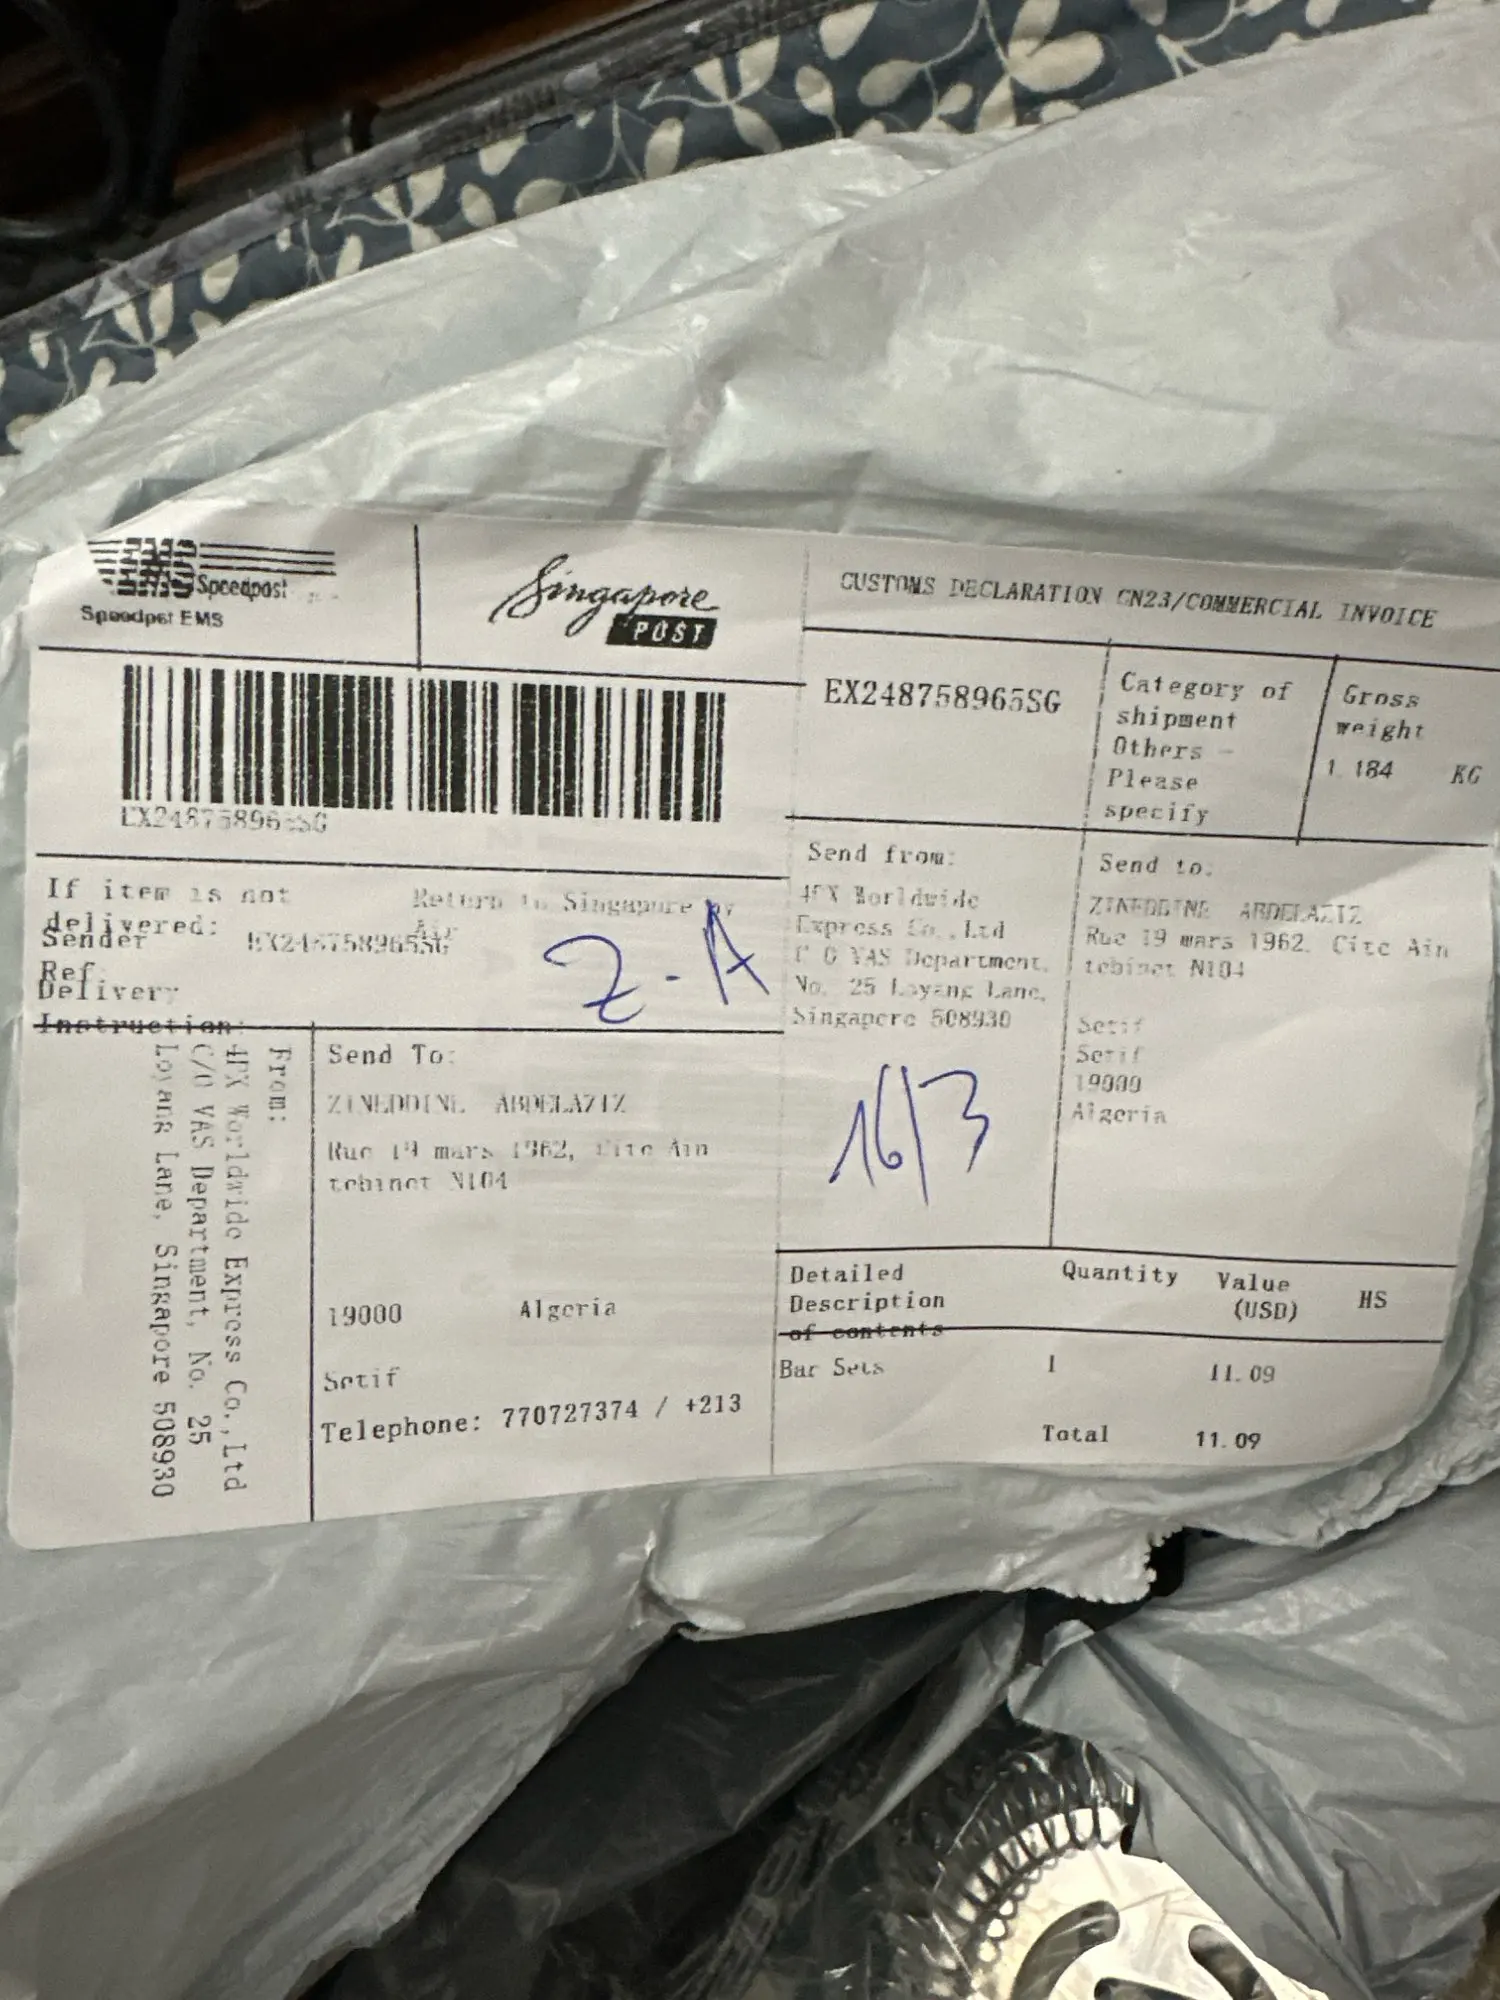 EMS Speedpost
Speedpost EMS
Singapore
POST
EX248758965SG
If item is not
delivered:
Return to Singapore by
Air
Sender
Ref:
EX248758965SG
Delivery
Instruction:
Z-A
From:
4PX Worldwide Express Co.,Ltd
C/O VAS Department, No. 25
Loyang Lane, Singapore 508930
Send To:
ZINEDDINE ABDELAZIZ
Rue 19 mars 1962, Cite Ain
tebinet N104
19000 Algeria
Setif
Telephone: 770727374 / +213
CUSTOMS DECLARATION CN23/COMMERCIAL INVOICE
EX248758965SG
Category of
shipment
Others -
Please
specify
Gross
weight
1.184 KG
Send from:
4PX Worldwide
Express Co.,Ltd
C O VAS Department,
No. 25 Loyang Lane,
Singapore 508930
16/3
Send to:
ZINEDDINE ABDELAZIZ
Rue 19 mars 1962. Cite Ain
tebinet N104
Setif
Setif
19000
Algeria
Detailed
Description
of contents
Quantity
Value
(USD)
HS
Bar Sets 1 11.09
Total 11.09